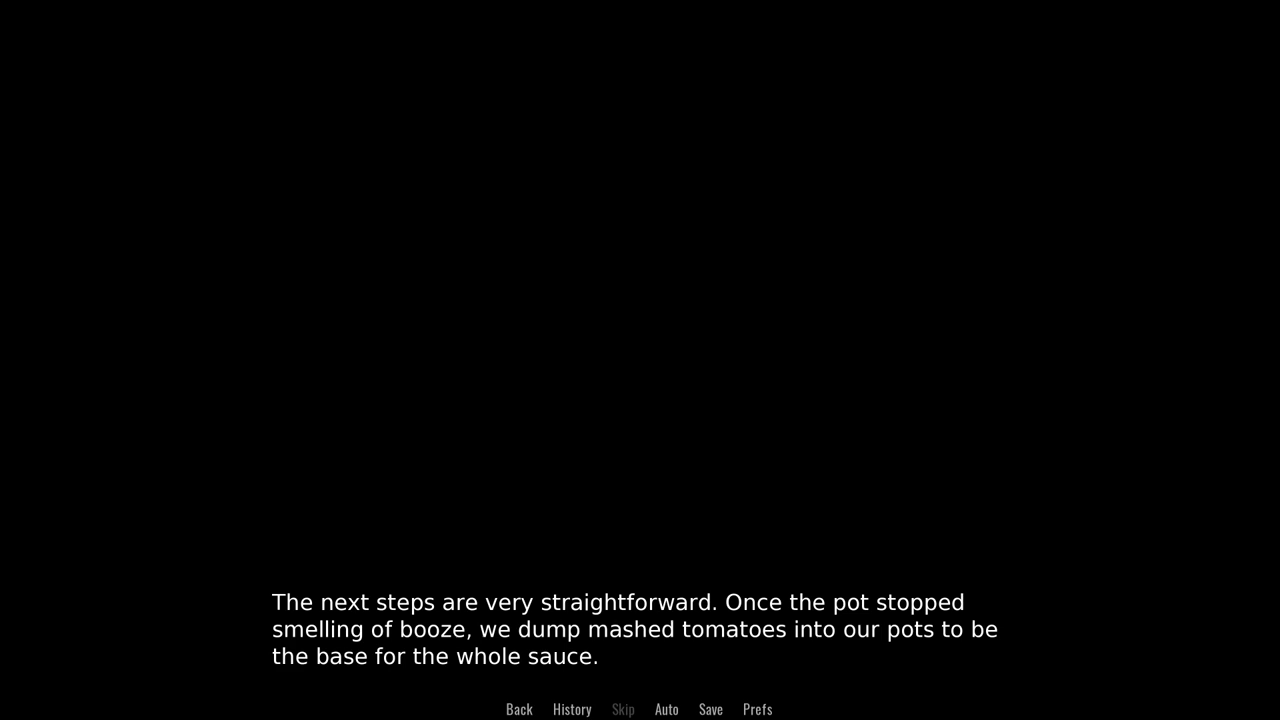 The next steps are very straightforward. Once the pot stopped
smelling of booze, we dump mashed tomatoes into our pots to be
the base for the whole sauce.
Back History Skip Auto Save Prefs